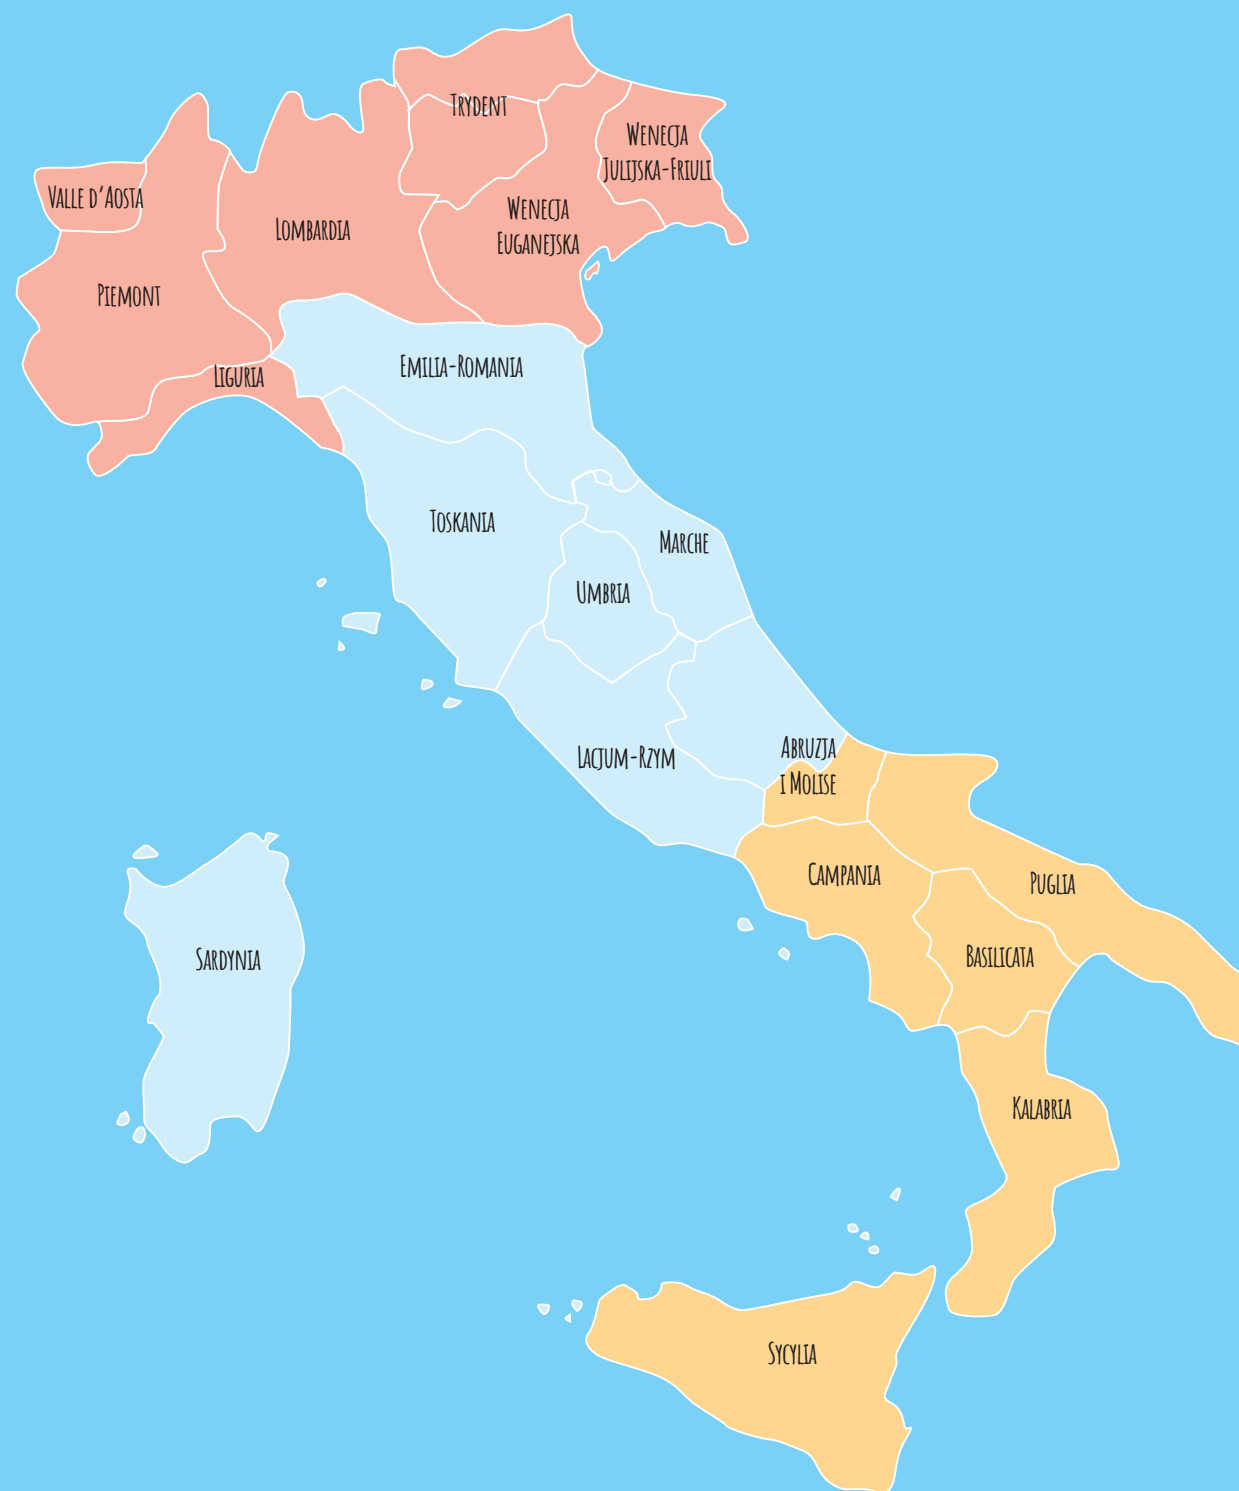 Trydent
Wenecja
Julijska-Friuli
Valle d'Aosta
Wenecja
Euganejska
Lombardia
Piemont
Emilia-Romania
Liguria
Toskania
Marche
Umbria
Abruzja
i Molise
Lacjum-Rzym
Campania
Puglia
Basilicata
Sardynia
Kalabria
Sycylia